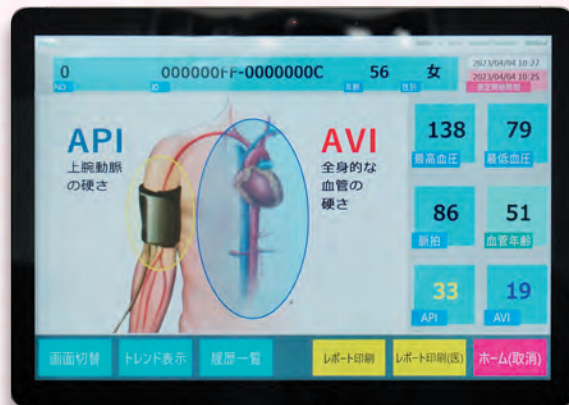 2023/04/04 10:27
0 000000FF-0000000C 56 女 2023/04/04 10:25
NO ID 年齢 性別 測定開始時刻
API
上腕動脈
の硬さ
AVI
全身的な
血管の
硬さ
138 79
最高血圧 最低血圧
86 51
脈拍 血管年齢
33 19
API AVI
画面切替 トレンド表示 履歴一覧 レポート印刷 レポート印刷(医) ホーム(取消)